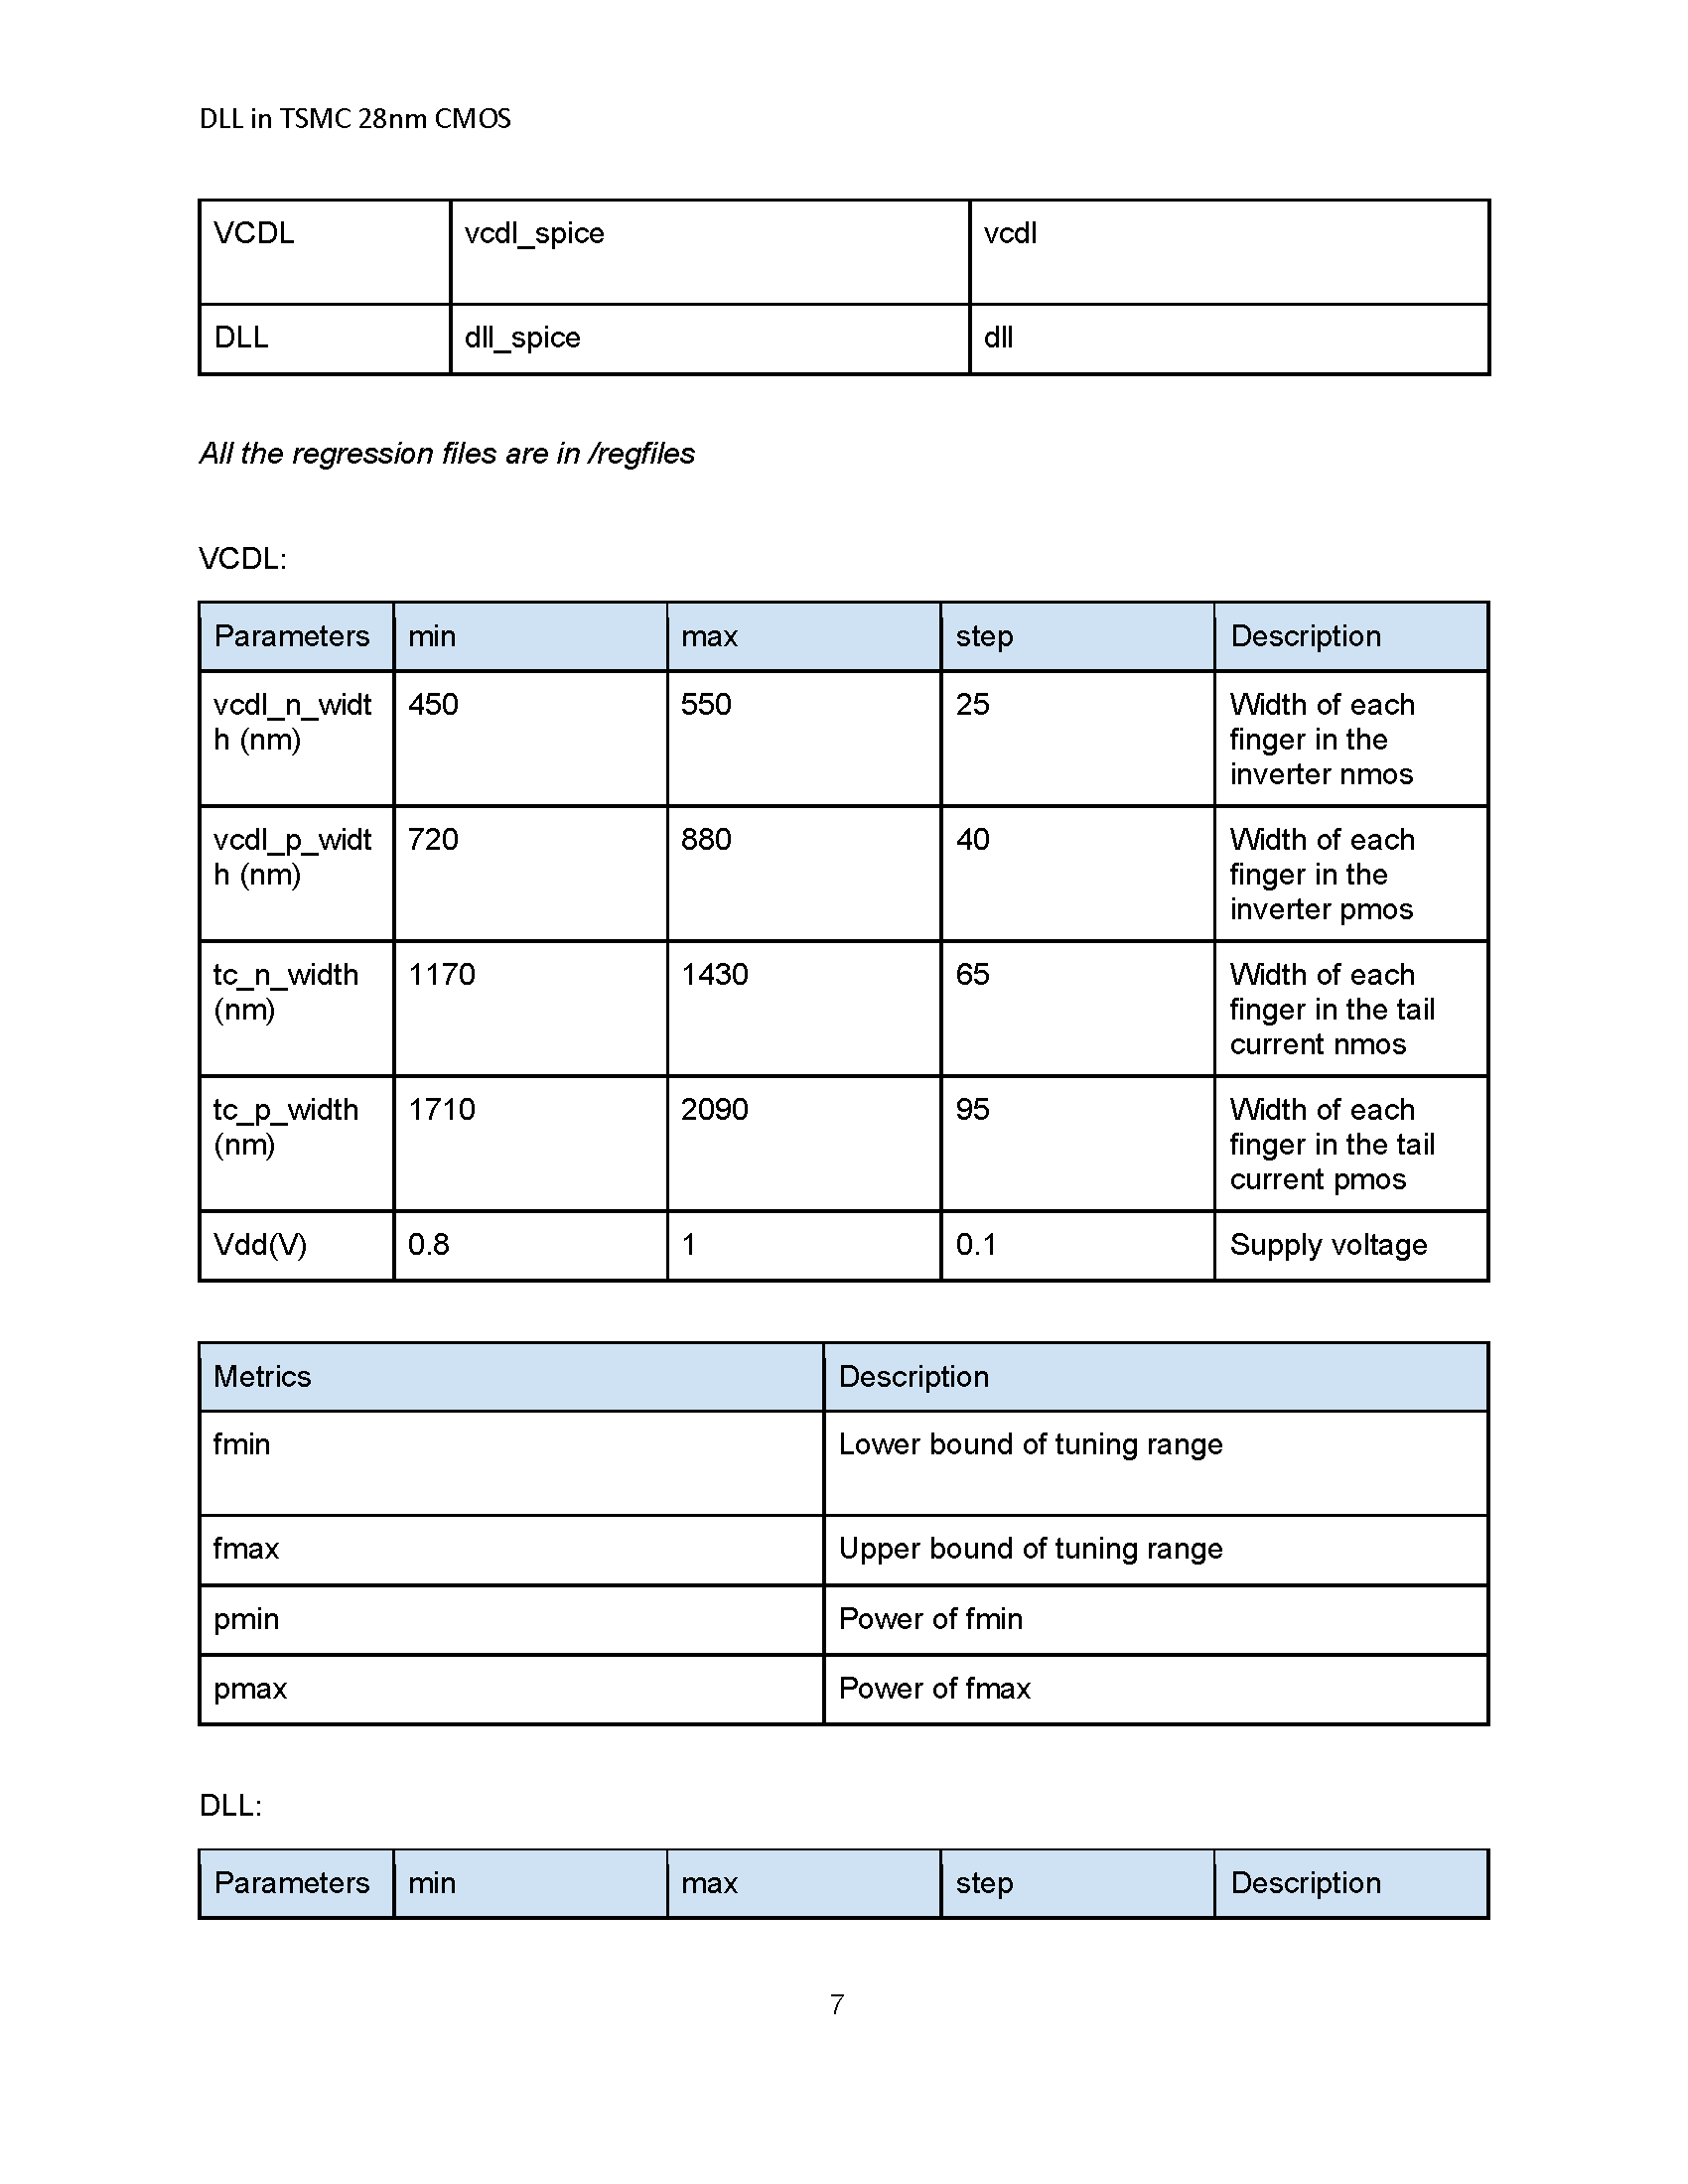 DLL in TSMC 28nm CMOS
VCDL vcdl_spice vcdl
DLL dll_spice dll
All the regression files are in /regfiles
VCDL:
Parameters min max step Description
vcdl_n_widt 450 550 25 Width of each
h (nm) finger in the
inverter nmos
vcdl_p_widt 720 880 40 Width of each
h (nm) finger in the
inverter pmos
tc_n_width 1170 1430 65 Width of each
(nm) finger in the tail
current nmos
tc_p_width 1710 2090 95 Width of each
(nm) finger in the tail
current pmos
Vdd(V) 0.8 1 0.1 Supply voltage
Metrics Description
fmin Lower bound of tuning range
fmax Upper bound of tuning range
pmin Power of fmin
pmax Power of fmax
DLL:
Parameters min max step Description
7